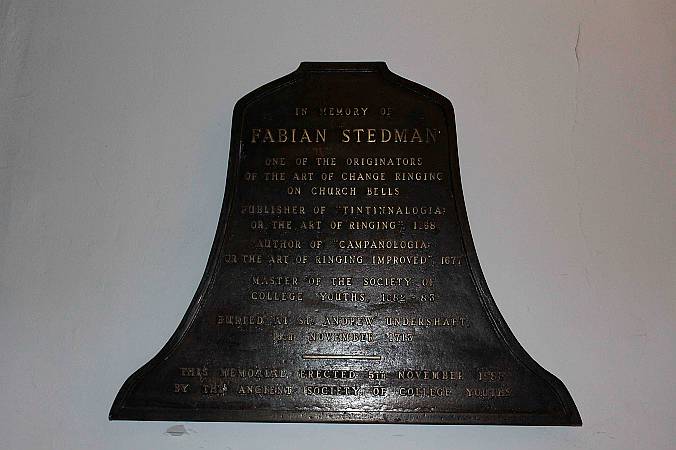 IN MEMORY OF
FABIAN STEDMAN
ONE OF THE ORIGINATORS
OF THE ART OF CHANGE RINGING
ON CHURCH BELLS
PUBLISHER OF "TINTINNALOGIA:
OR, THE ART OF RINGING", 1668
AUTHOR OF "CAMPANALOGIA:
OR THE ART OF RINGING IMPROVED", 1677
MASTER OF THE SOCIETY OF
COLLEGE YOUTHS, 1682-83
BURIED AT ST. ANDREW UNDERSHAFT,
NOVEMBER 1713
THIS MEMORIAL ERECTED 5TH NOVEMBER
BY THE ANCIENT SOCIETY OF COLLEGE YOUTHS